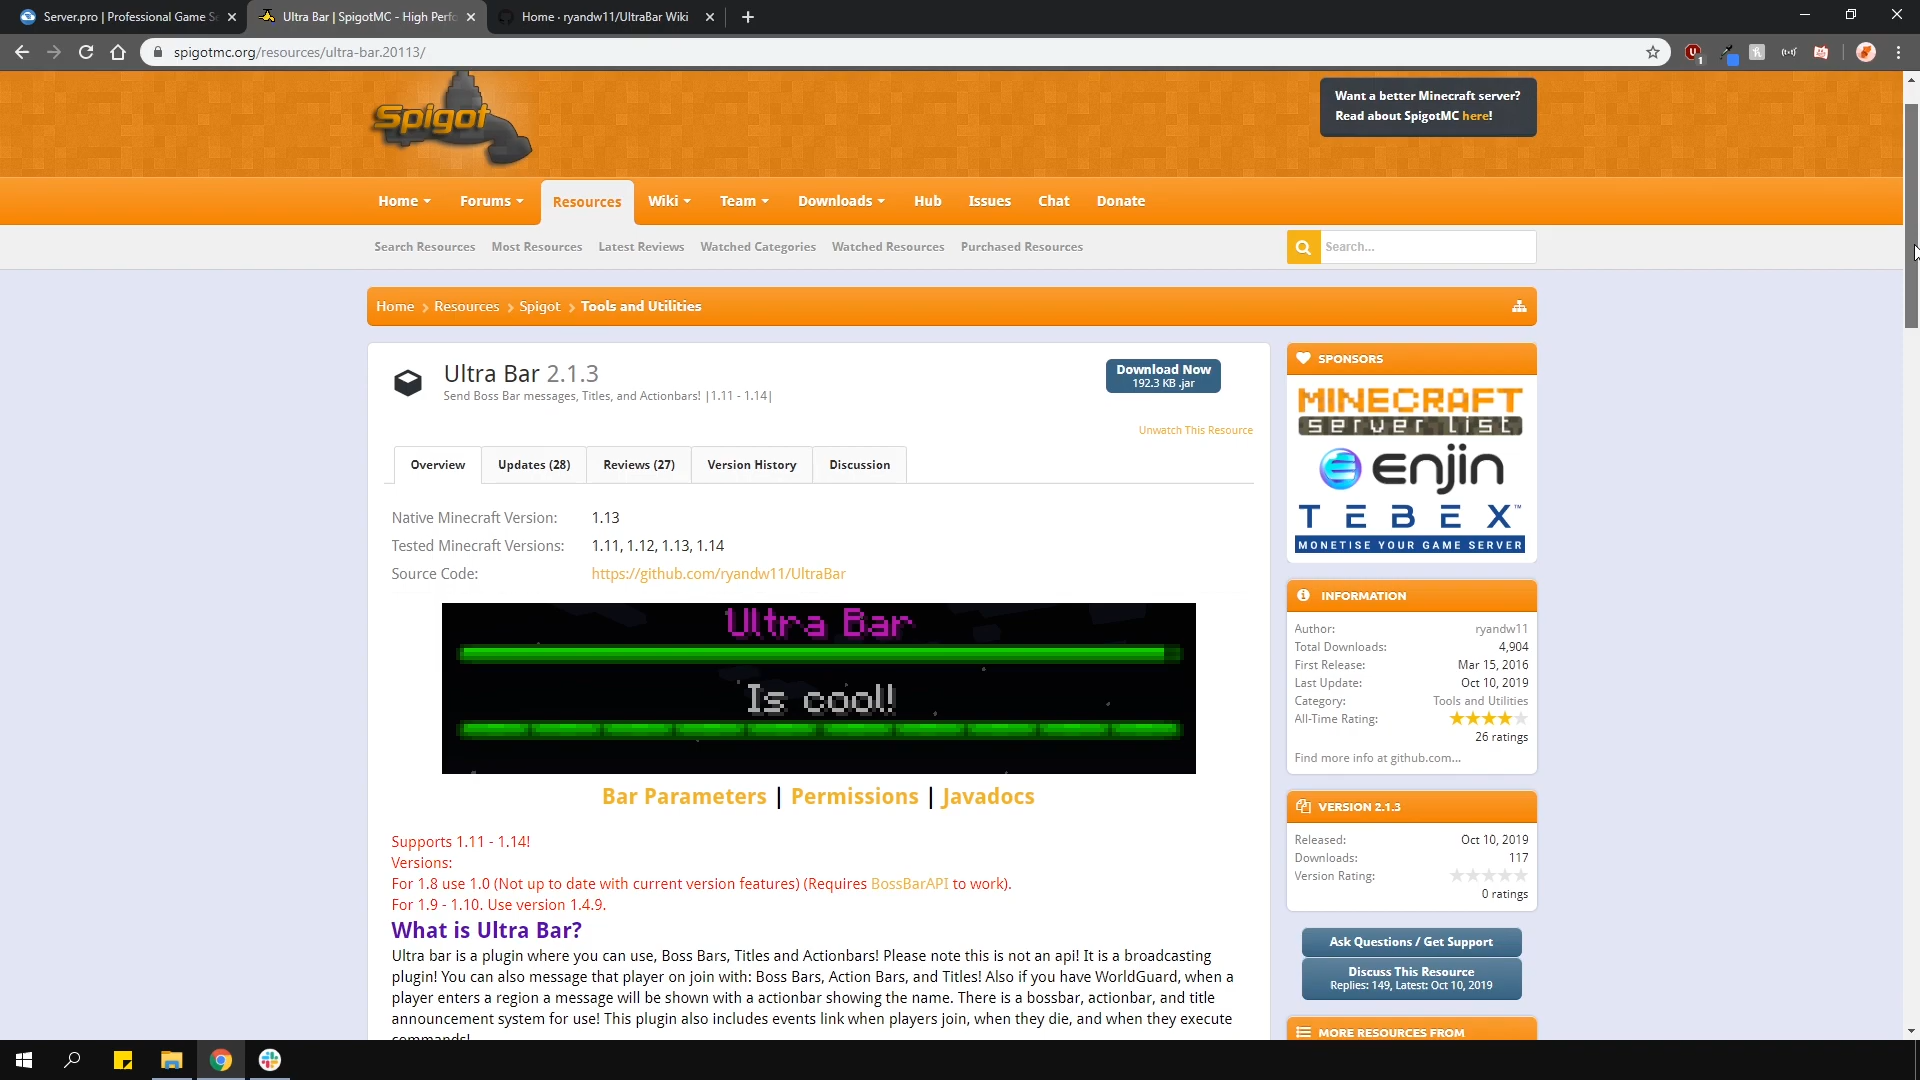 Server.pro | Professional Game Se
Ultra Bar | SpigotMC - High Perfo
Home · ryandw11/UltraBar Wiki
spigotmc.org/resources/ultra-bar.20113/
Spigot
Want a better Minecraft server?
Read about SpigotMC here!
Home
Forums
Resources
Wiki
Team
Downloads
Hub
Issues
Chat
Donate
Search Resources
Most Resources
Latest Reviews
Watched Categories
Watched Resources
Purchased Resources
Search...
Home
Resources
Spigot
Tools and Utilities
Ultra Bar 2.1.3
Send Boss Bar messages, Titles, and Actionbars! |1.11 - 1.14|
Download Now
192.3 KB .jar
Unwatch This Resource
Overview
Updates (28)
Reviews (27)
Version History
Discussion
Native Minecraft Version: 1.13
Tested Minecraft Versions: 1.11, 1.12, 1.13, 1.14
Source Code: https://github.com/ryandw11/UltraBar
Ultra Bar
Is cool!
Bar Parameters | Permissions | Javadocs
Supports 1.11 - 1.14!
Versions:
For 1.8 use 1.0 (Not up to date with current version features) (Requires BossBarAPI to work).
For 1.9 - 1.10. Use version 1.4.9.
What is Ultra Bar?
Ultra bar is a plugin where you can use, Boss Bars, Titles and Actionbars! Please note this is not an api! It is a broadcasting
plugin! You can also message that player on join with: Boss Bars, Action Bars, and Titles! Also if you have WorldGuard, when a
player enters a region a message will be shown with a actionbar showing the name. There is a bossbar, actionbar, and title
announcement system for use! This plugin also includes events link when players join, when they die, and when they execute
commands!
SPONSORS
MINECRAFT
server list
enjin
TEBEX™
MONETISE YOUR GAME SERVER
INFORMATION
Author: ryandw11
Total Downloads: 4,904
First Release: Mar 15, 2016
Last Update: Oct 10, 2019
Category: Tools and Utilities
All-Time Rating:
26 ratings
Find more info at github.com...
VERSION 2.1.3
Released: Oct 10, 2019
Downloads: 117
Version Rating:
0 ratings
Ask Questions / Get Support
Discuss This Resource
Replies: 149, Latest: Oct 10, 2019
MORE RESOURCES FROM